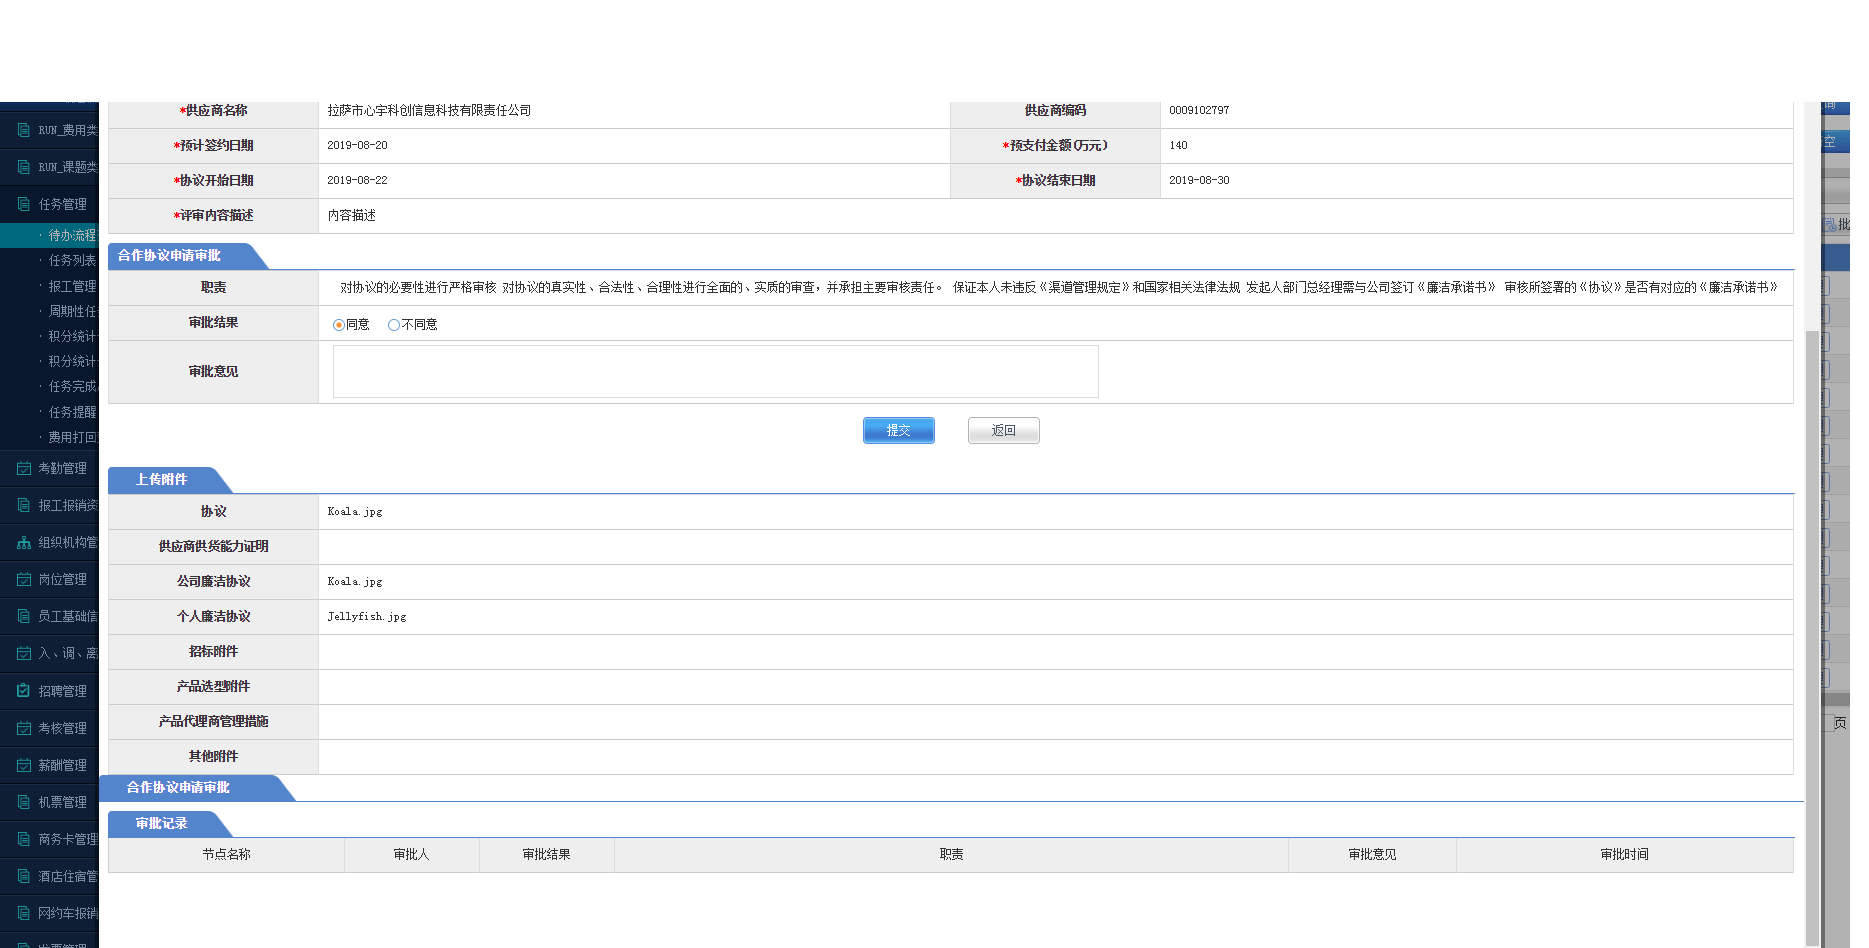 *供应商名称 拉萨市心宇科创信息科技有限责任公司 供应商编码 0009102797
*预计签约日期 2019-08-20 *预支付金额(万元) 140
*协议开始日期 2019-08-22 *协议结束日期 2019-08-30
*评审内容描述 内容描述
合作协议申请审批
职责 对协议的必要性进行严格审核 对协议的真实性、合法性、合理性进行全面的、实质的审查，并承担主要审核责任。 保证本人未违反《渠道管理规定》和国家相关法律法规 发起人部门总经理需与公司签订《廉洁承诺书》 审核所签署的《协议》是否有对应的《廉洁承诺书》
审批结果 同意 不同意
审批意见
提交 返回
上传附件
协议 Koala.jpg
供应商供货能力证明
公司廉洁协议 Koala.jpg
个人廉洁协议 Jellyfish.jpg
招标附件
产品选型附件
产品代理商管理措施
其他附件
合作协议申请审批
审批记录
节点名称 审批人 审批结果 职责 审批意见 审批时间
RUN_费用类
RUN_课题类
任务管理
· 待办流程
· 任务列表
· 报工管理
· 周期性任
· 积分统计
· 积分统计
· 任务完成
· 任务提醒
· 费用打回
考勤管理
报工报销资
组织机构管
岗位管理
员工基础信
入、调、离
招聘管理
考核管理
薪酬管理
机票管理
商务卡管理
酒店住宿管
网约车报销
发票管理
询
空
批
页